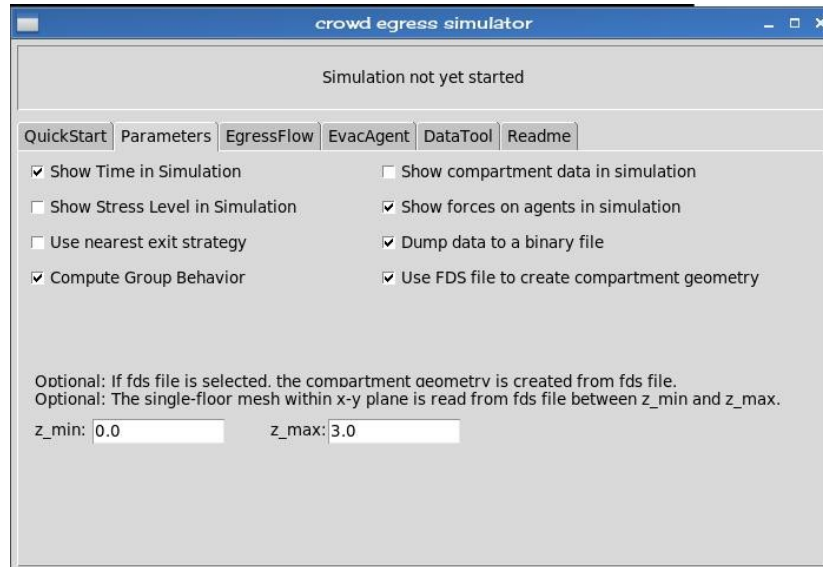 crowd egress simulator
Simulation not yet started
QuickStart Parameters EgressFlow EvacAgent DataTool Readme
Show Time in Simulation Show compartment data in simulation
Show Stress Level in Simulation Show forces on agents in simulation
Use nearest exit strategy Dump data to a binary file
Compute Group Behavior Use FDS file to create compartment geometry
Optional: If fds file is selected, the compartment geometry is created from fds file.
Optional: The single-floor mesh within x-y plane is read from fds file between z_min and z_max.
z_min: 0.0 z_max: 3.0